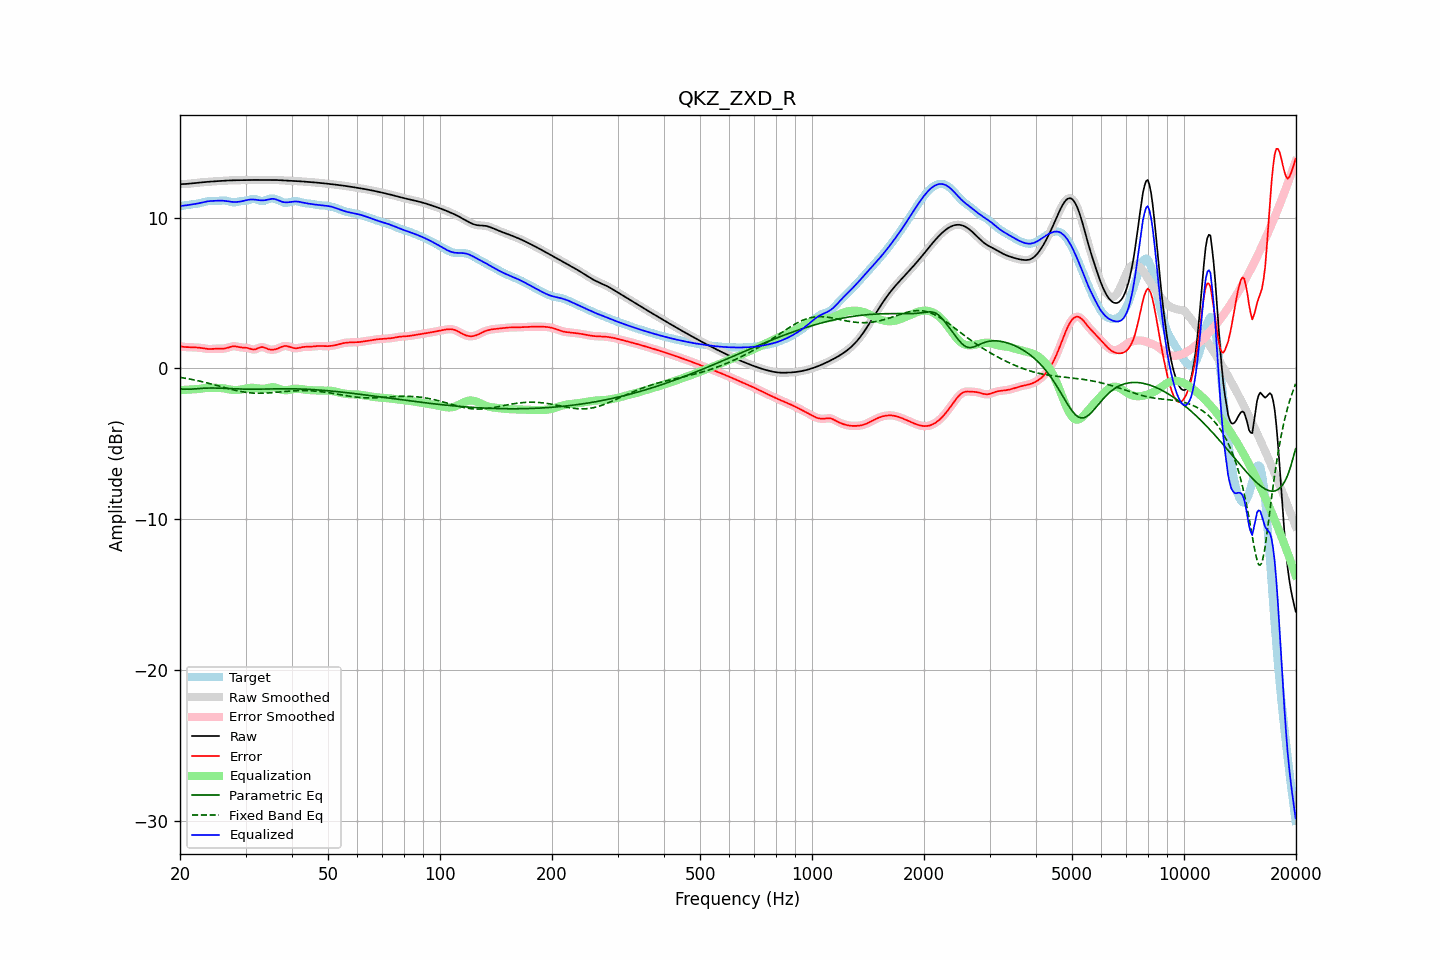 QKZ_ZXD_R
Amplitude (dBr)
10
0
−10
−20
−30
Target
Raw Smoothed
Error Smoothed
Raw
Error
Equalization
Parametric Eq
Fixed Band Eq
Equalized
20 50 100 200 500 1000 2000 5000 10000 20000
Frequency (Hz)